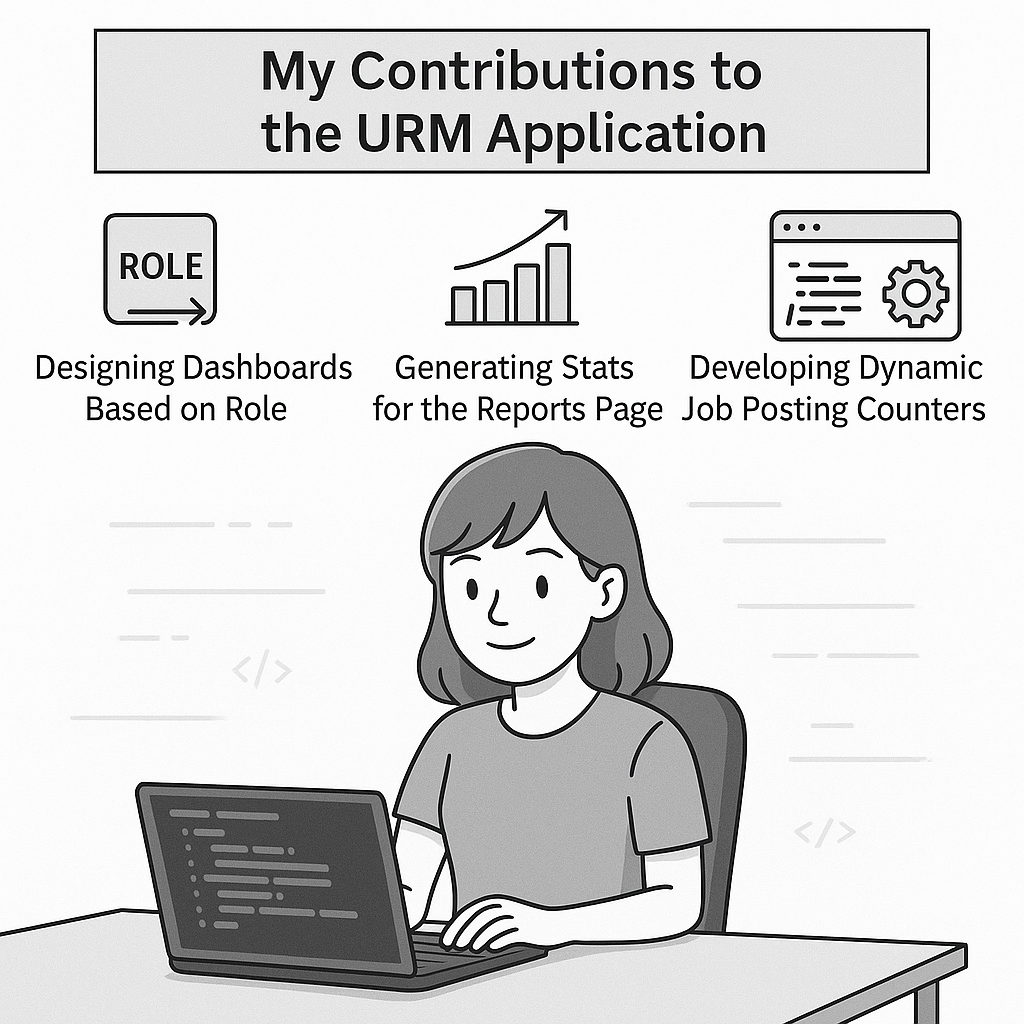 My Contributions to
the URM Application
ROLE
Designing Dashboards
Based on Role
Generating Stats
for the Reports Page
Developing Dynamic
Job Posting Counters
</>
</>